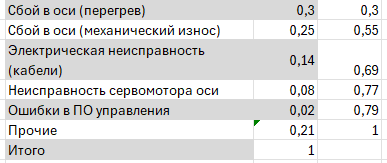 Сбой в оси (перегрев) 0,3 0,3
Сбой в оси (механический износ) 0,25 0,55
Электрическая неисправность
(кабели) 0,14 0,69
Неисправность сервомотора оси 0,08 0,77
Ошибки в ПО управления 0,02 0,79
Прочие 0,21 1
Итого 1